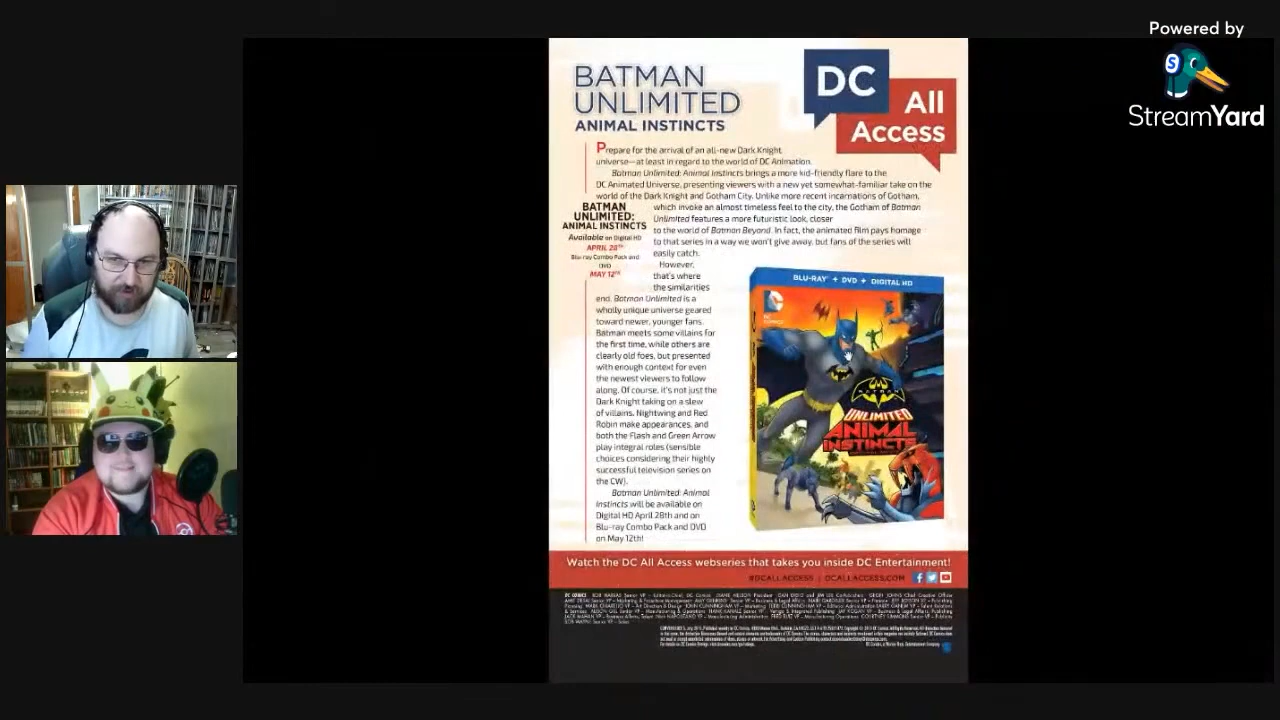 Powered by
StreamYard
BATMAN
UNLIMITED
ANIMAL INSTINCTS
DC
All
Access
Prepare for the arrival of an all-new Dark Knight
universe—at least in regard to the world of DC Animation.
Batman Unlimited: Animal Instincts brings a more kid-friendly flare to the
DC Animated Universe, presenting viewers with a new yet somewhat-familiar take on the
world of the Dark Knight and Gotham City. Unlike more recent incarnations of Gotham,
which invoke an almost timeless feel to the city, the Gotham of Batman
Unlimited features a more futuristic look, closer
to the world of Batman Beyond. In fact, the animated film pays homage
to that series in a way we won't give away, but fans of the series will
easily catch.
However,
that's where
the similarities
end. Batman Unlimited is a
wholly unique universe geared
toward newer, younger fans.
Batman meets some villains for
the first time, while others are
clearly old foes, but presented
with enough context for even
the newest viewers to follow
along. Of course, it's not just the
Dark Knight taking on a slew
of villains. Nightwing and Red
Robin make appearances, and
both the Flash and Green Arrow
play integral roles (sensible
choices considering their highly
successful television series on
the CW).
Batman Unlimited: Animal
Instincts will be available on
Digital HD April 28th and on
Blu-ray Combo Pack and DVD
on May 12th!
BATMAN
UNLIMITED:
ANIMAL INSTINCTS
Available on Digital HD
APRIL 28TH
Blu-ray Combo Pack and
DVD
MAY 12TH
BLU-RAY + DVD + DIGITAL HD
DC
BATMAN
UNLIMITED
ANIMAL
INSTINCTS
Watch the DC All Access webseries that takes you inside DC Entertainment!
#DCALLACCESS | DCALLACCESS.COM